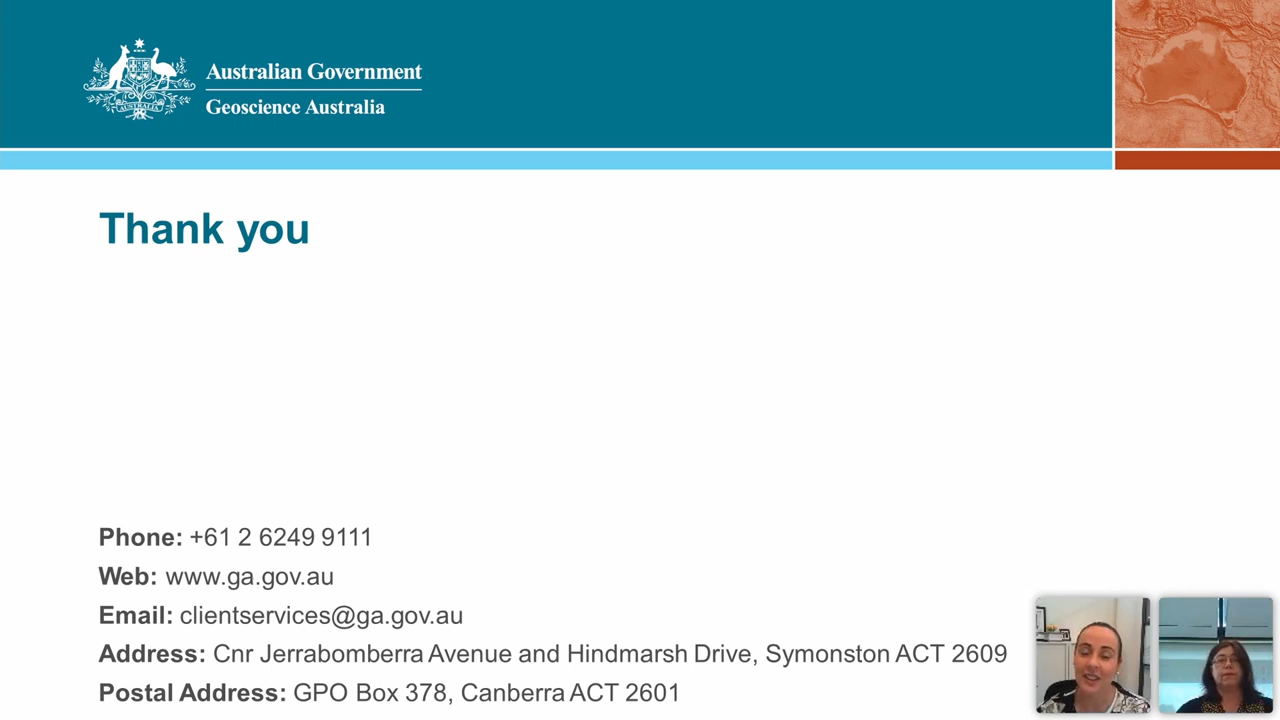 Australian Government
Geoscience Australia
Thank you
Phone: +61 2 6249 9111
Web: www.ga.gov.au
Email: clientservices@ga.gov.au
Address: Cnr Jerrabomberra Avenue and Hindmarsh Drive, Symonston ACT 2609
Postal Address: GPO Box 378, Canberra ACT 2601